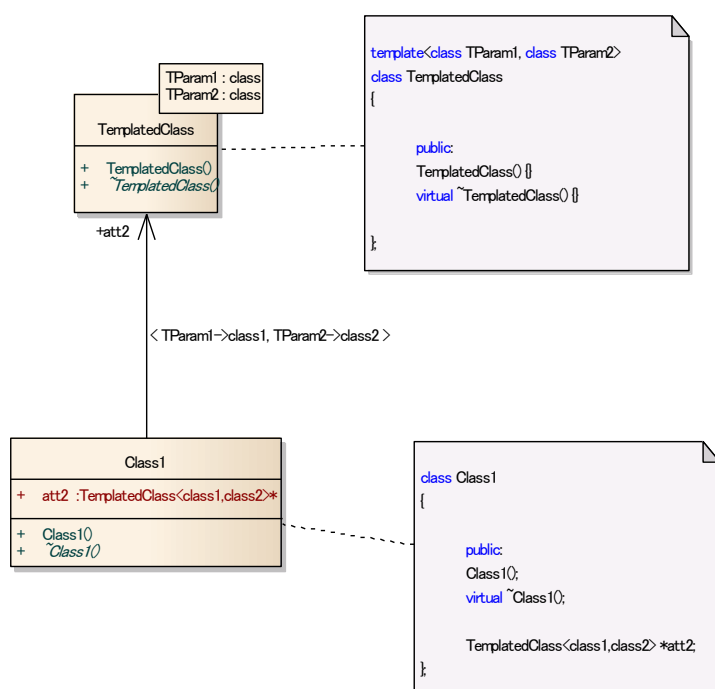 TParam1 : class
TParam2 : class
TemplatedClass
+ TemplatedClass()
+ ~TemplatedClass()
template<class TParam1, class TParam2>
class TemplatedClass
{
public:
TemplatedClass() {}
virtual ~TemplatedClass() {}
};
+att2
< TParam1->class1, TParam2->class2 >
Class1
+ att2 :TemplatedClass<class1,class2>*
+ Class1()
+ ~Class1()
class Class1
{
public:
Class1();
virtual ~Class1();
TemplatedClass<class1,class2> *att2;
};